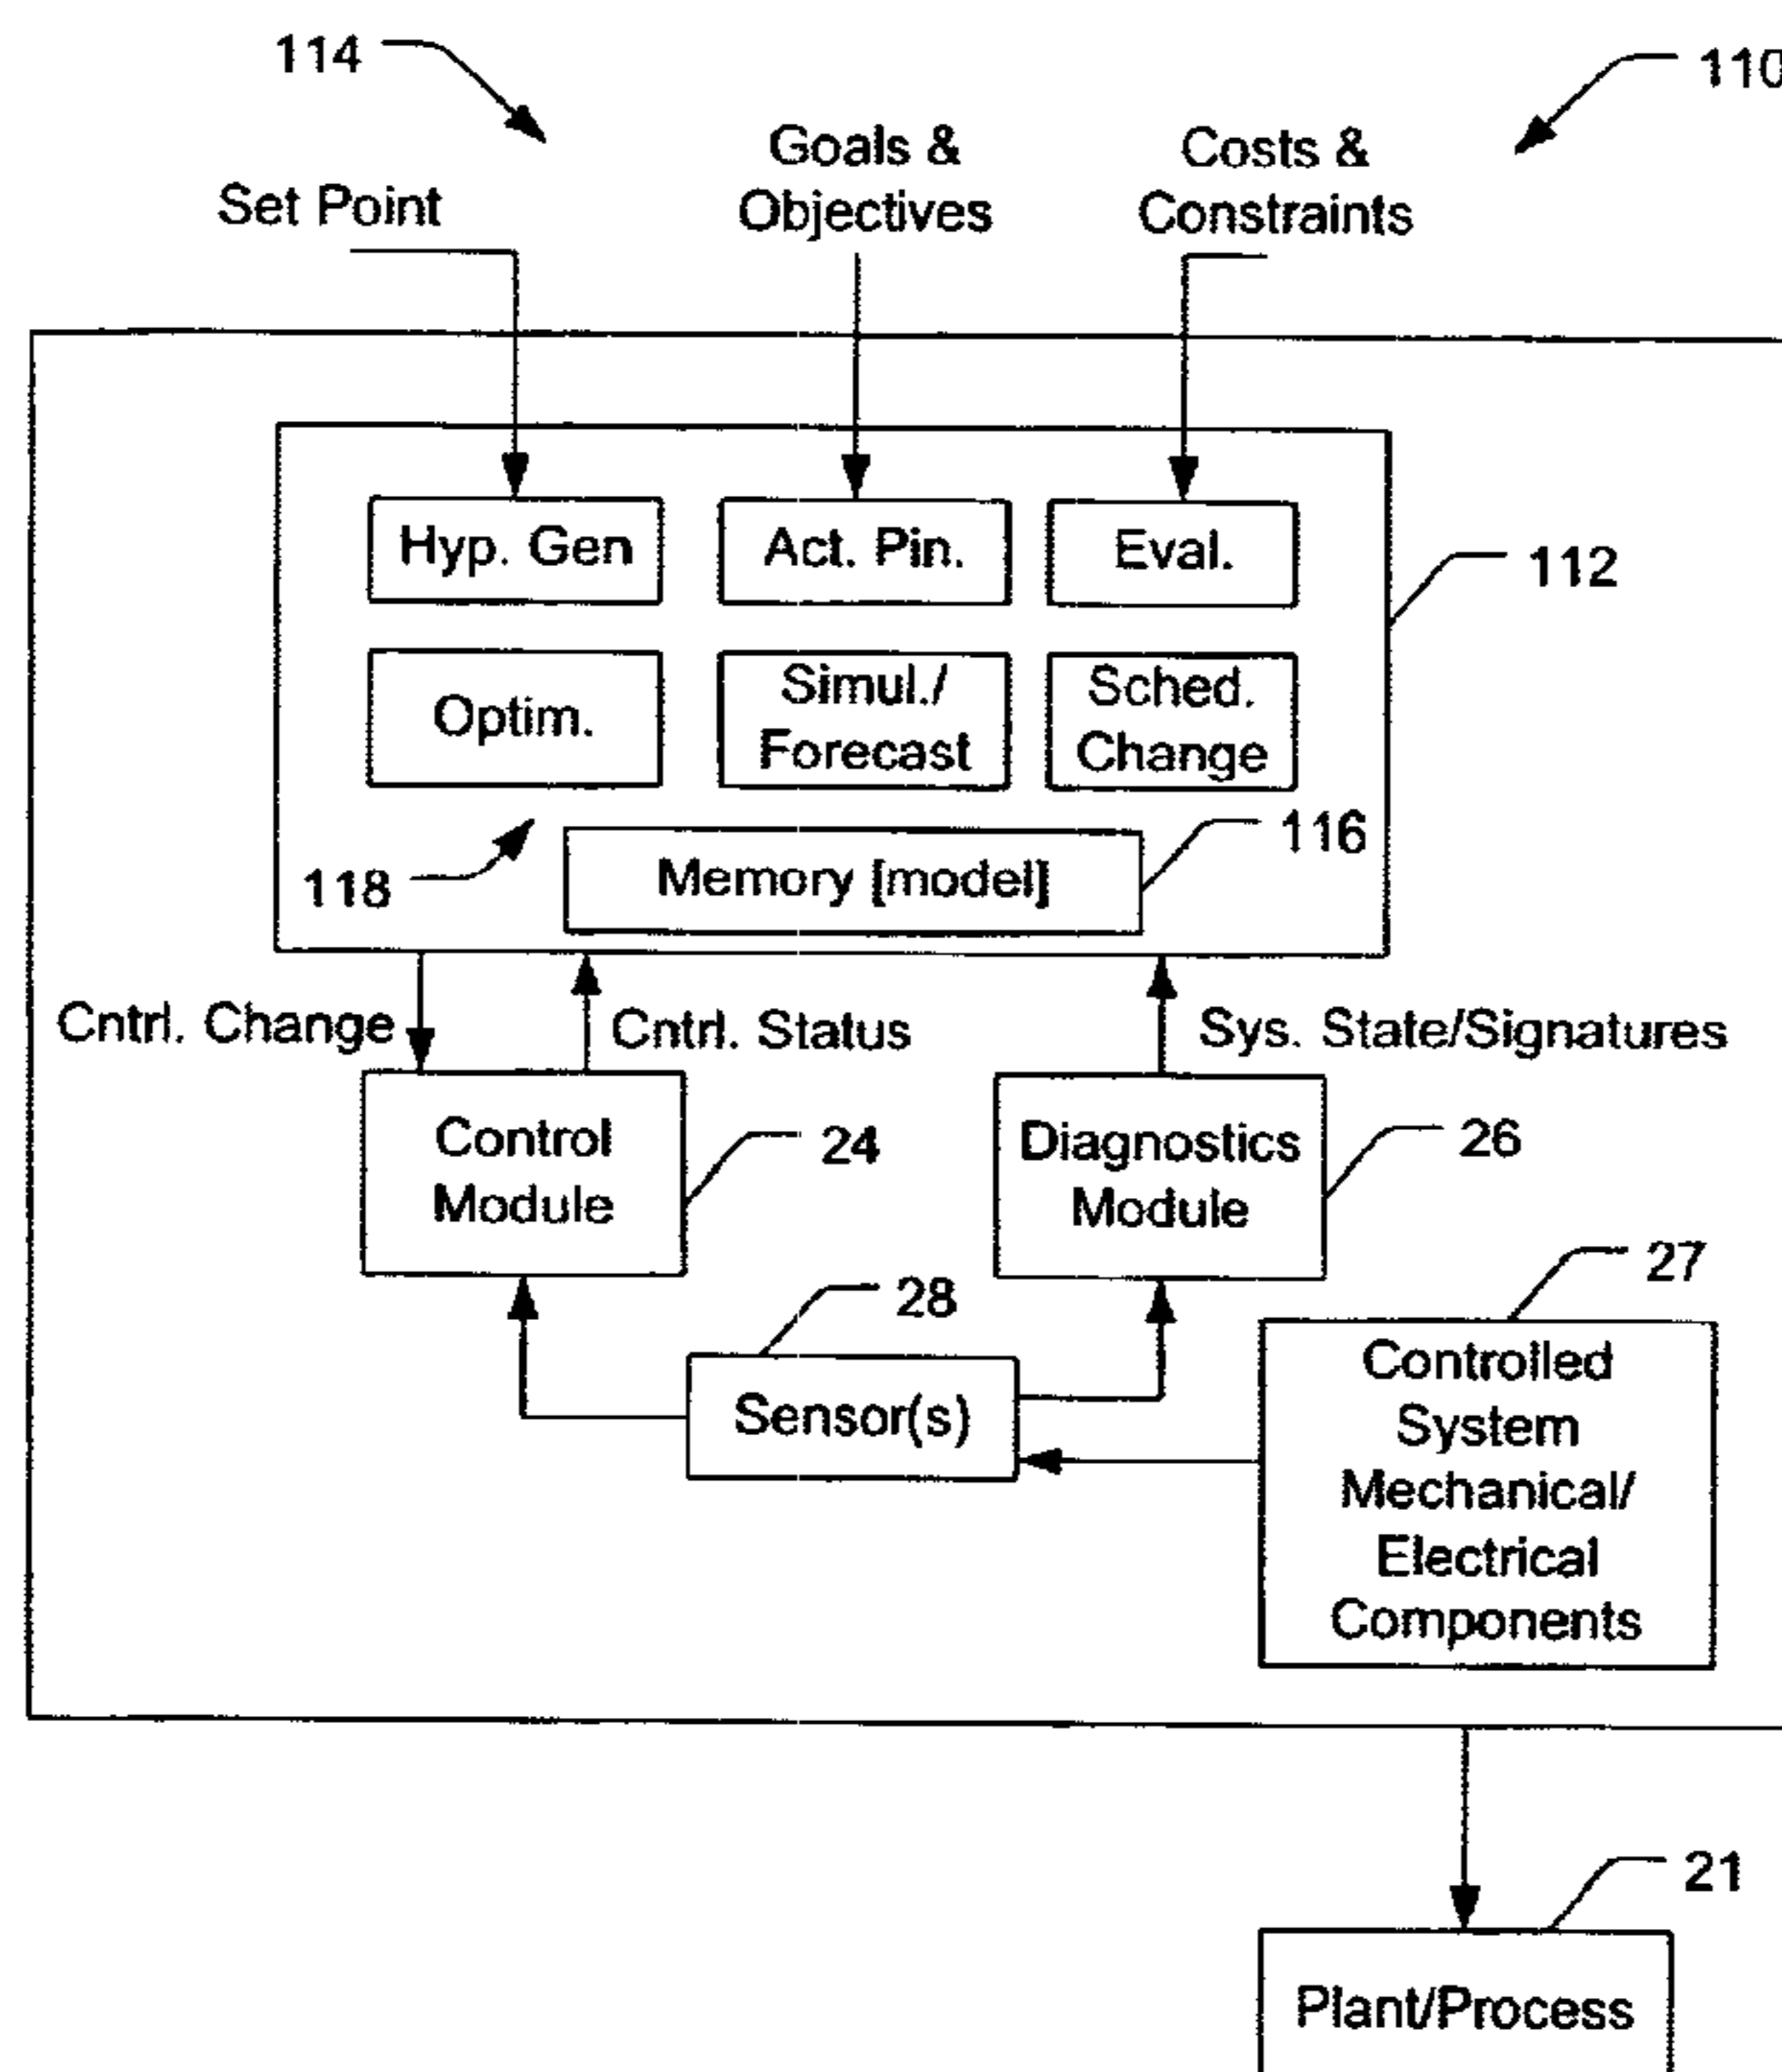 114
110
Goals &
Objectives
Costs &
Constraints
Set Point
Hyp. Gen
Act. Pin.
Eval.
112
Optim.
Simul./
Forecast
Sched.
Change
116
118
Memory [model]
Cntrl. Change
Cntrl. Status
Sys. State/Signatures
Control
Module
24
Diagnostics
Module
26
27
28
Sensor(s)
Controlled
System
Mechanical/
Electrical
Components
21
Plant/Process